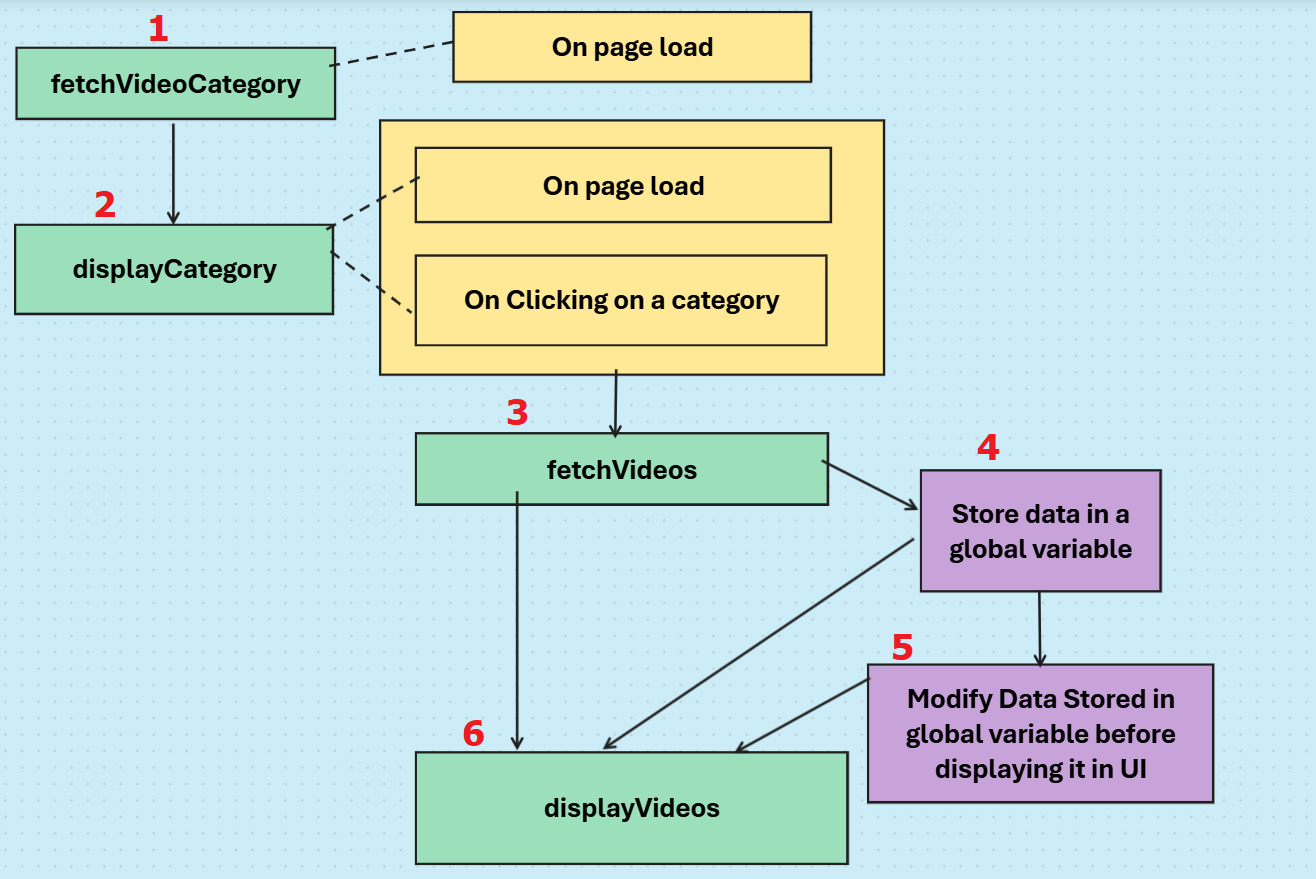 1
On page load
fetchVideoCategory
On page load
2
displayCategory
On Clicking on a category
3
fetchVideos
4
Store data in a
global variable
5
Modify Data Stored in
global variable before
displaying it in UI
6
displayVideos